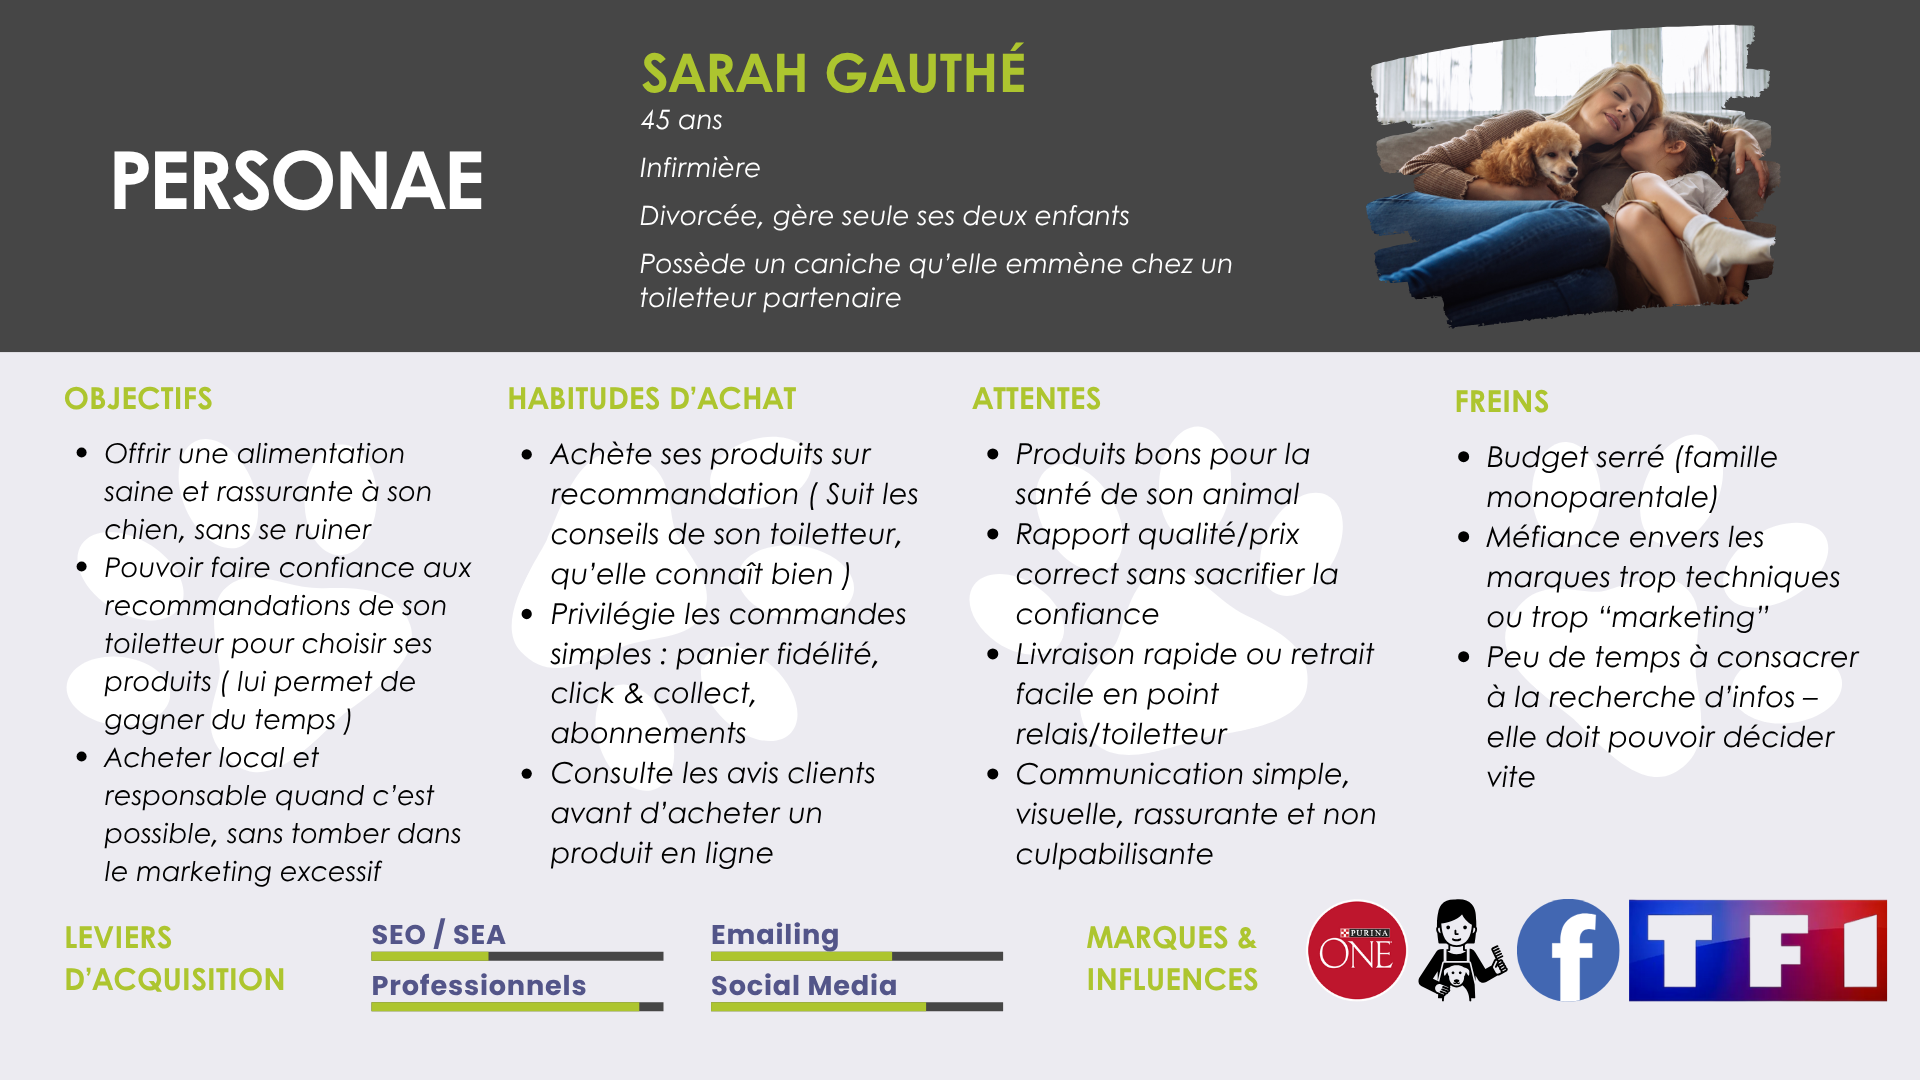 PERSONAE
SARAH GAUTHÉ
45 ans
Infirmière
Divorcée, gère seule ses deux enfants
Possède un caniche qu’elle emmène chez un
toiletteur partenaire
OBJECTIFS
Offrir une alimentation
saine et rassurante à son
chien, sans se ruiner
Pouvoir faire confiance aux
recommandations de son
toiletteur pour choisir ses
produits ( lui permet de
gagner du temps )
Acheter local et
responsable quand c’est
possible, sans tomber dans
le marketing excessif
HABITUDES D’ACHAT
Achète ses produits sur
recommandation ( Suit les
conseils de son toiletteur,
qu’elle connaît bien )
Privilégie les commandes
simples : panier fidélité,
click & collect,
abonnements
Consulte les avis clients
avant d’acheter un
produit en ligne
ATTENTES
Produits bons pour la
santé de son animal
Rapport qualité/prix
correct sans sacrifier la
confiance
Livraison rapide ou retrait
facile en point
relais/toiletteur
Communication simple,
visuelle, rassurante et non
culpabilisante
FREINS
Budget serré (famille
monoparentale)
Méfiance envers les
marques trop techniques
ou trop “marketing”
Peu de temps à consacrer
à la recherche d’infos –
elle doit pouvoir décider
vite
LEVIERS
D’ACQUISITION
SEO / SEA
Professionnels
Emailing
Social Media
MARQUES &
INFLUENCES
PURINA
ONE
f
TF1